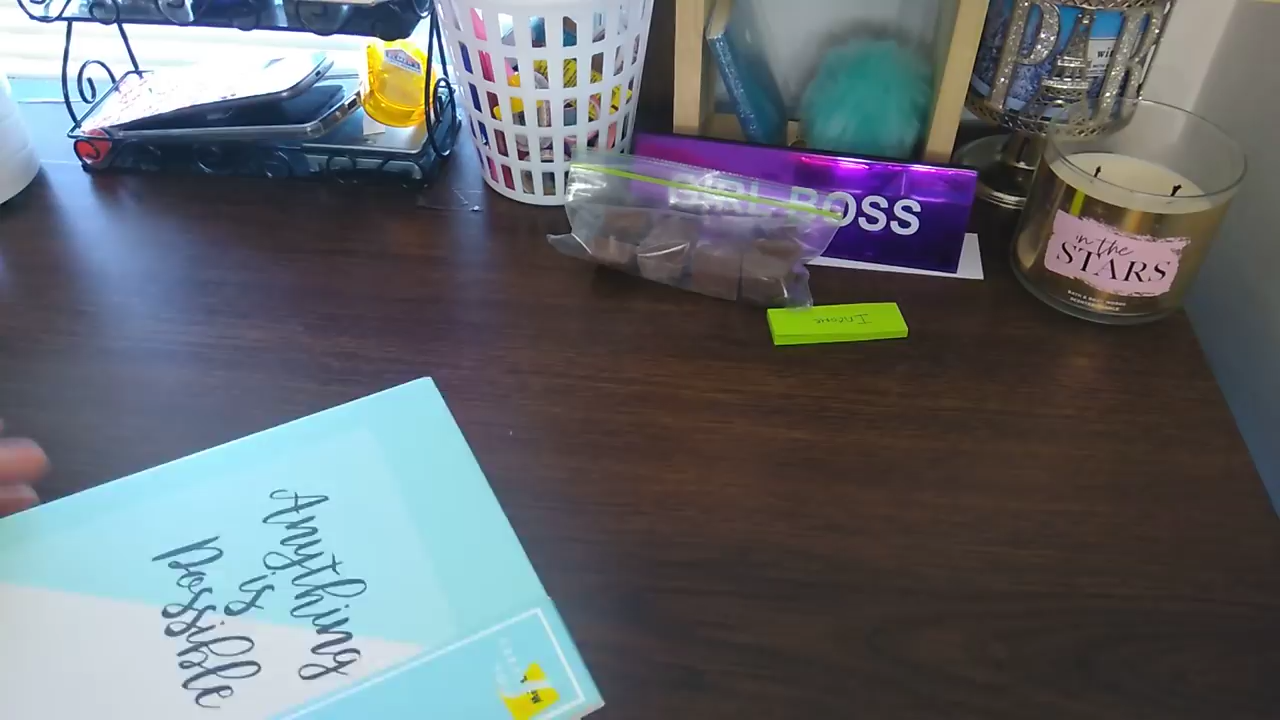 GIRL BOSS
in the
STARS
Income
Anything
is
Possible